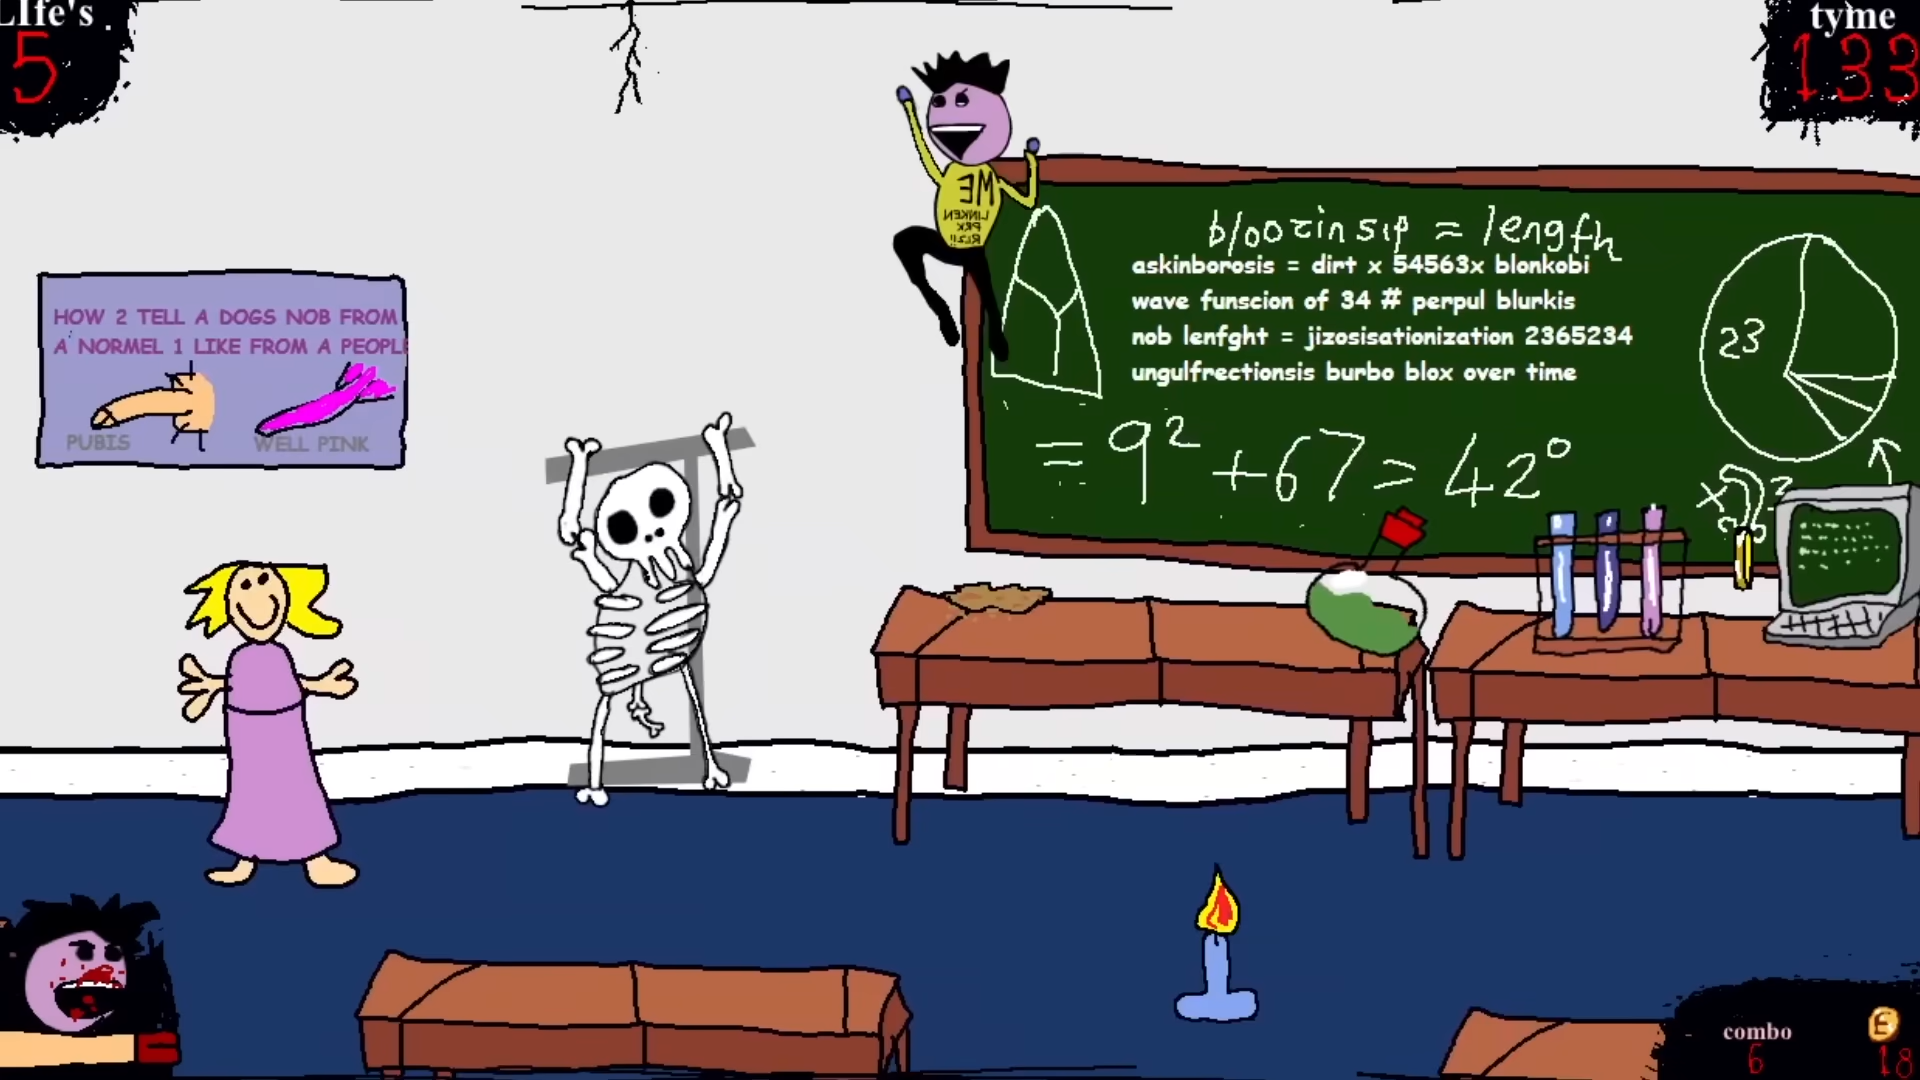 LIfe's
5
tyme
133
HOW 2 TELL A DOGS NOB FROM
A NORMEL 1 LIKE FROM A PEOPLE
PUBIS
WELL PINK
ME
LINKEN
PRK
bloozinsip = length
askinborosis = dirt x 54563x blonkobi
wave funscion of 34 # perpul blurkis
nob lenfght = jizosisationization 2365234
ungulfrectionsis burbo blox over time
= 9² + 67 = 42°
23
combo
6
E
18